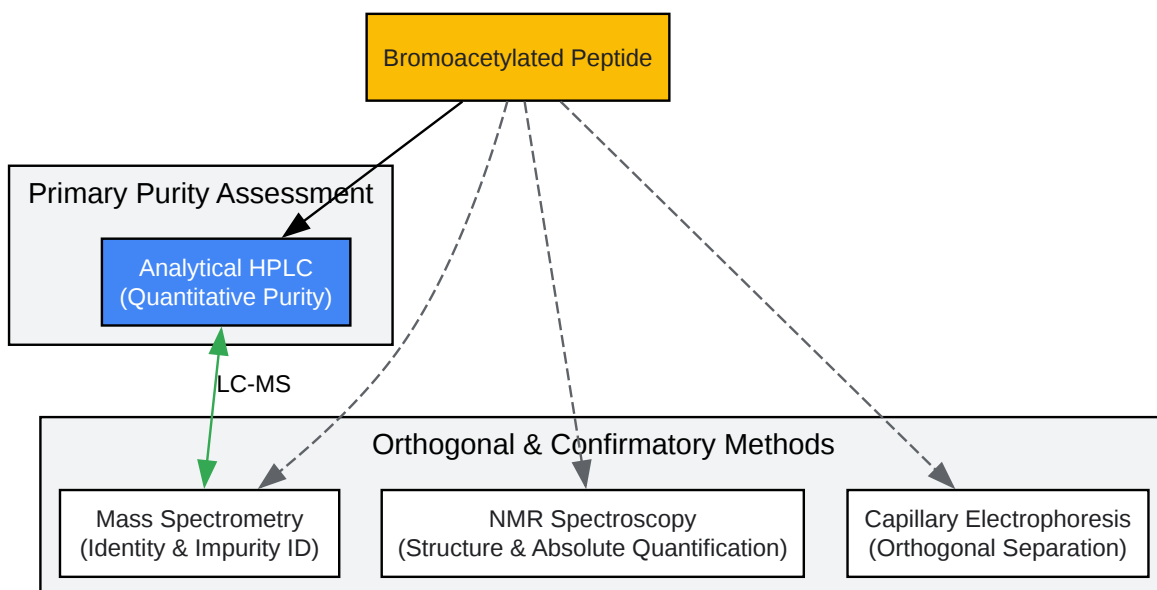 Bromoacetylated Peptide
Primary Purity Assessment
Analytical HPLC
(Quantitative Purity)
LC-MS
Orthogonal & Confirmatory Methods
Mass Spectrometry
(Identity & Impurity ID)
NMR Spectroscopy
(Structure & Absolute Quantification)
Capillary Electrophoresis
(Orthogonal Separation)